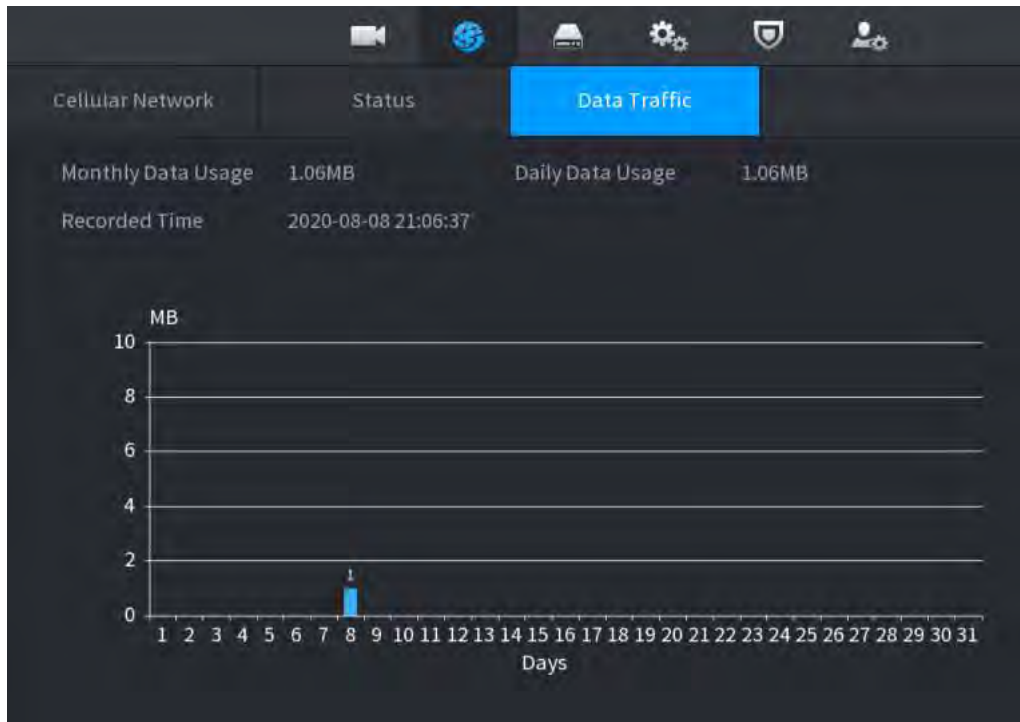 Cellular Network Status Data Traffic
Monthly Data Usage 1.06MB Daily Data Usage 1.06MB
Recorded Time 2020-08-08 21:06:37
MB
10
8
6
4
2
1
0
1 2 3 4 5 6 7 8 9 10 11 12 13 14 15 16 17 18 19 20 21 22 23 24 25 26 27 28 29 30 31
Days